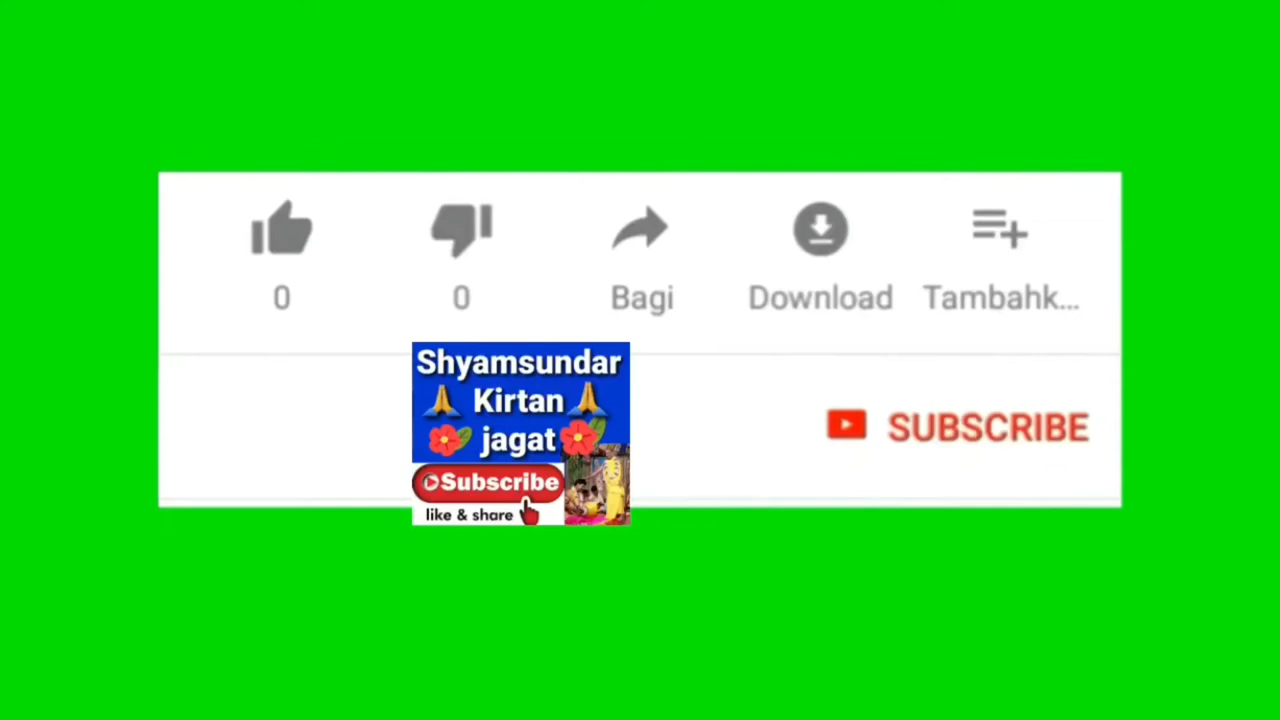 0 0 Bagi Download Tambahk...
Shyamsundar
🙏 Kirtan 🙏
🌺 jagat 🌺
SUBSCRIBE
Subscribe
like & share